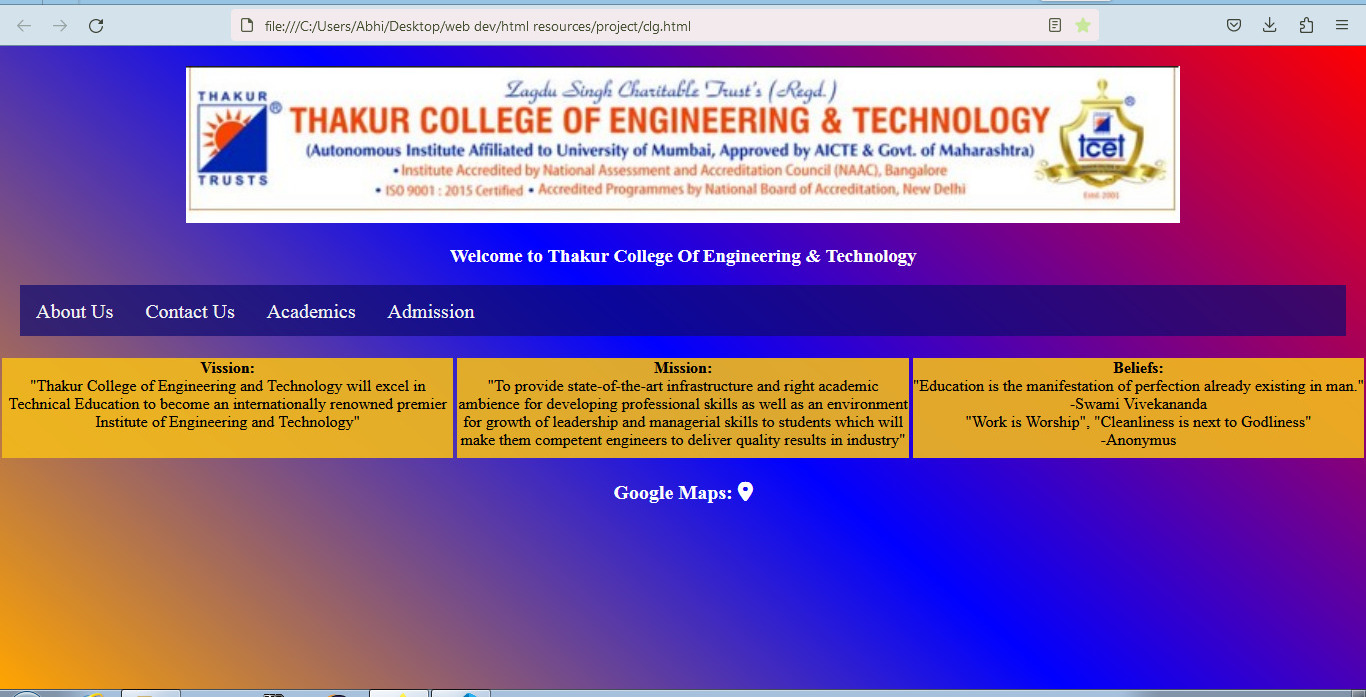 file:///C:/Users/Abhi/Desktop/web dev/html resources/project/clg.html
Zagdu Singh Charitable Trust's (Regd.)
THAKUR COLLEGE OF ENGINEERING & TECHNOLOGY
(Autonomous Institute Affiliated to University of Mumbai, Approved by AICTE & Govt. of Maharashtra)
•Institute Accredited by National Assessment and Accreditation Council (NAAC), Bangalore
• ISO 9001 : 2015 Certified • Accredited Programmes by National Board of Accreditation, New Delhi
THAKUR
®
TRUSTS
®
tcet
Estd.2001
Welcome to Thakur College Of Engineering & Technology
About Us Contact Us Academics Admission
Vission:
"Thakur College of Engineering and Technology will excel in
Technical Education to become an internationally renowned premier
Institute of Engineering and Technology"
Mission:
"To provide state-of-the-art infrastructure and right academic
ambience for developing professional skills as well as an environment
for growth of leadership and managerial skills to students which will
make them competent engineers to deliver quality results in industry"
Beliefs:
"Education is the manifestation of perfection already existing in man."
-Swami Vivekananda
"Work is Worship", "Cleanliness is next to Godliness"
-Anonymus
Google Maps: